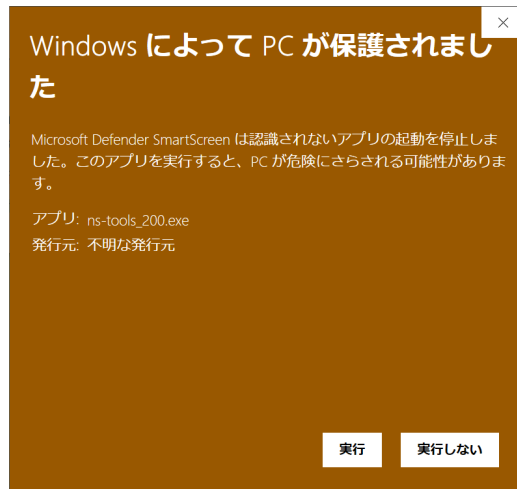 Windows によって PC が保護されまし
た
Microsoft Defender SmartScreen は認識されないアプリの起動を停止しま
した。このアプリを実行すると、PC が危険にさらされる可能性がありま
す。
アプリ: ns-tools_200.exe
発行元: 不明な発行元
実行 実行しない